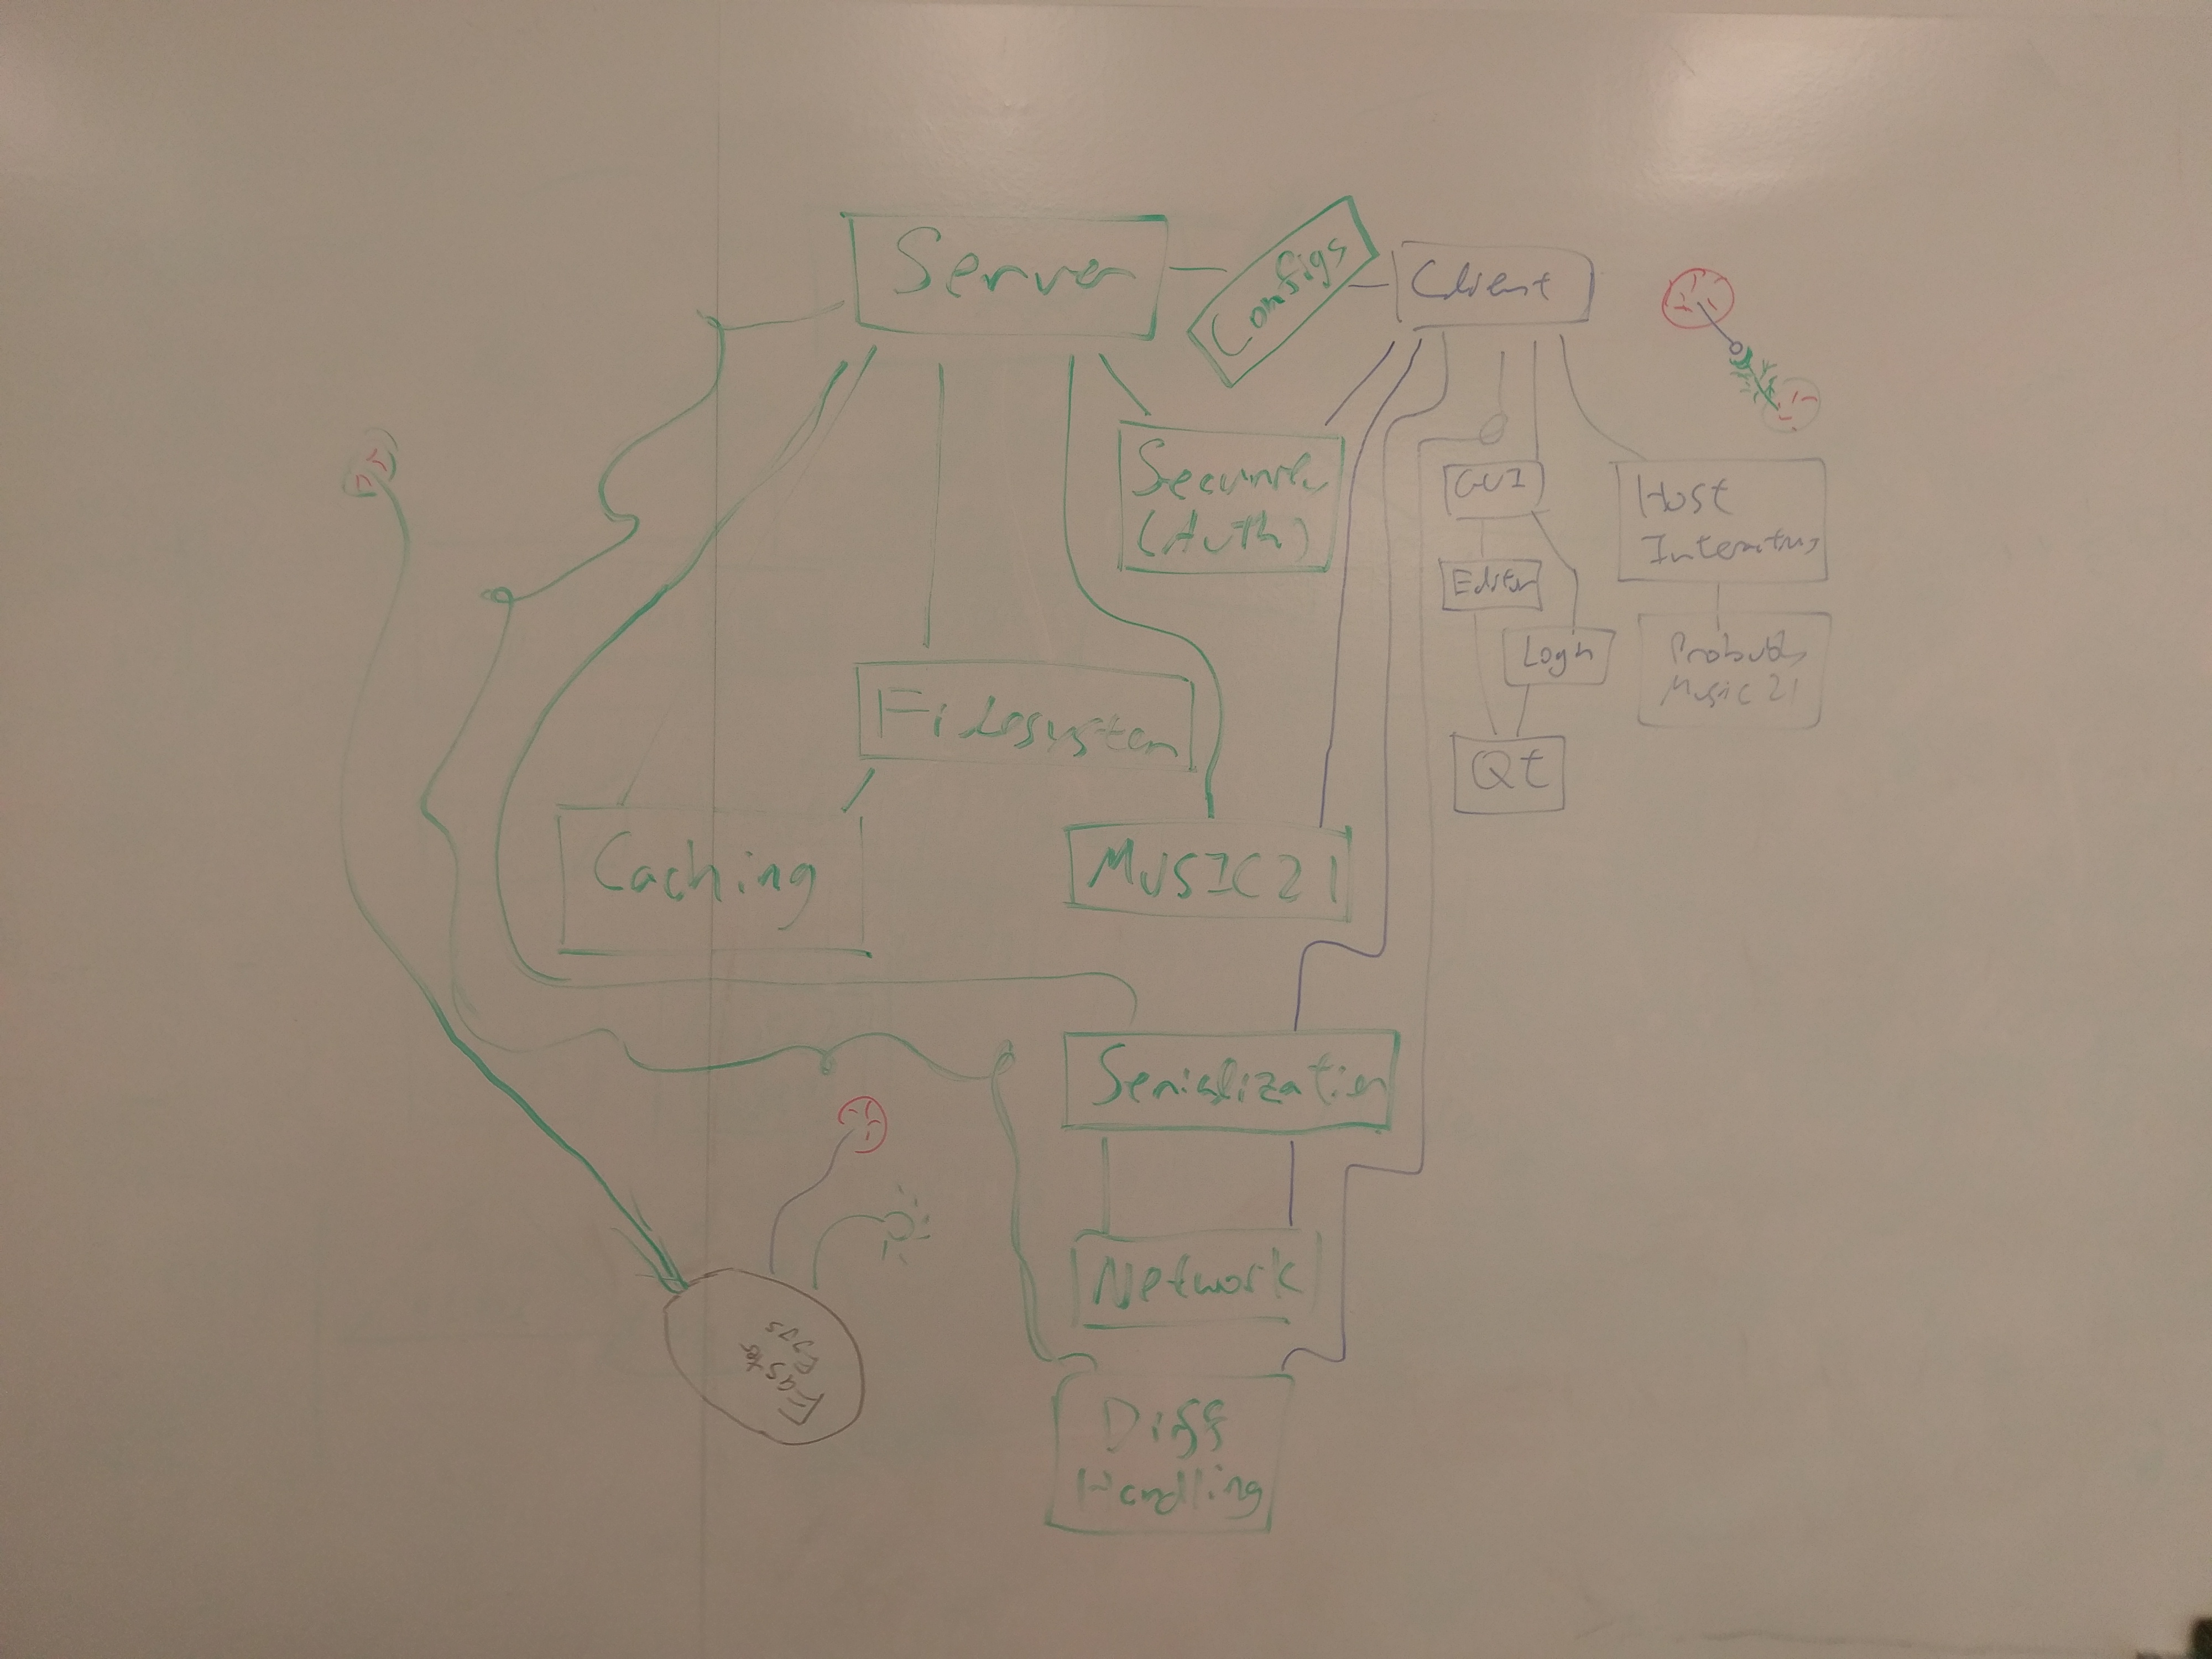 Server
Configs
Client
Security
(Auth)
GUI
Host
Interactions
Editor
Login
Probably
Music 21
Filesystem
Qt
Caching
MUSIC21
Serialization
Network
Easter
Eggs
Diff
Handling